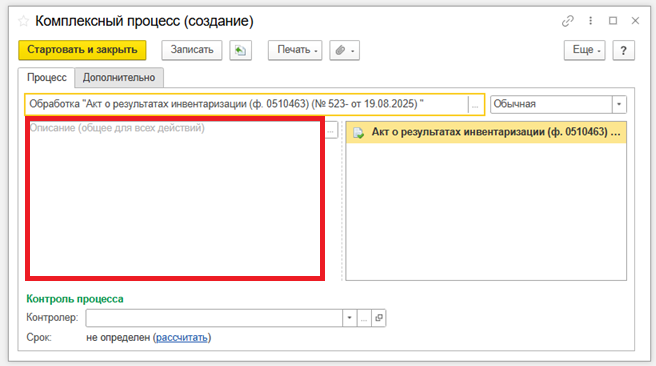 Комплексный процесс (создание)
Стартовать и закрыть Записать Печать Еще ?
Процесс Дополнительно
Обработка "Акт о результатах инвентаризации (ф. 0510463) (№ 523- от 19.08.2025) " ... Обычная
Описание (общее для всех действий) ... Акт о результатах инвентаризации (ф. 0510463) ...
Контроль процесса
Контролер: ...
Срок: не определен (рассчитать)